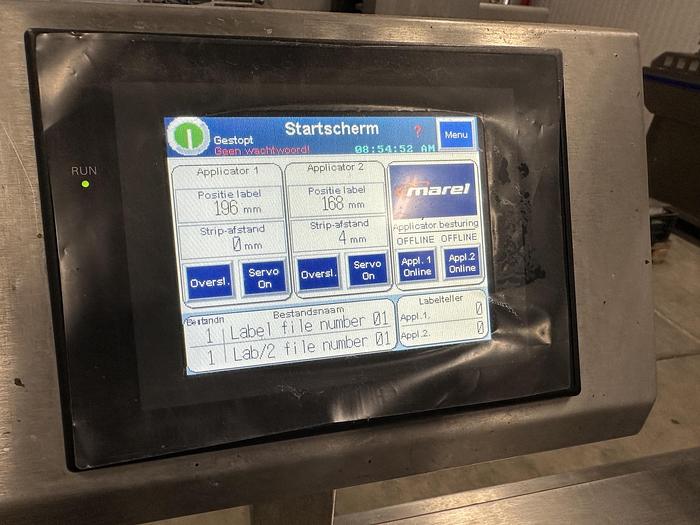 RUN
Startscherm
Gestopt
?
Menu
Geen wachtwoord!
08:54:52 AM
Applicator 1
Positie label
196 mm
Strip-afstand
0 mm
Overs1.
Servo
On
Applicator 2
Positie label
168 mm
Strip-afstand
4 mm
Overs1.
Servo
On
marel
Applicator besturing
OFFLINE OFFLINE
Appl. 1
Online
Appl.2
Online
Bestandn
Bestandsnaam
1 Label file number 01
1 Lab/2 file number 01
Labelteller
Appl.1. 0
Appl.2. 0